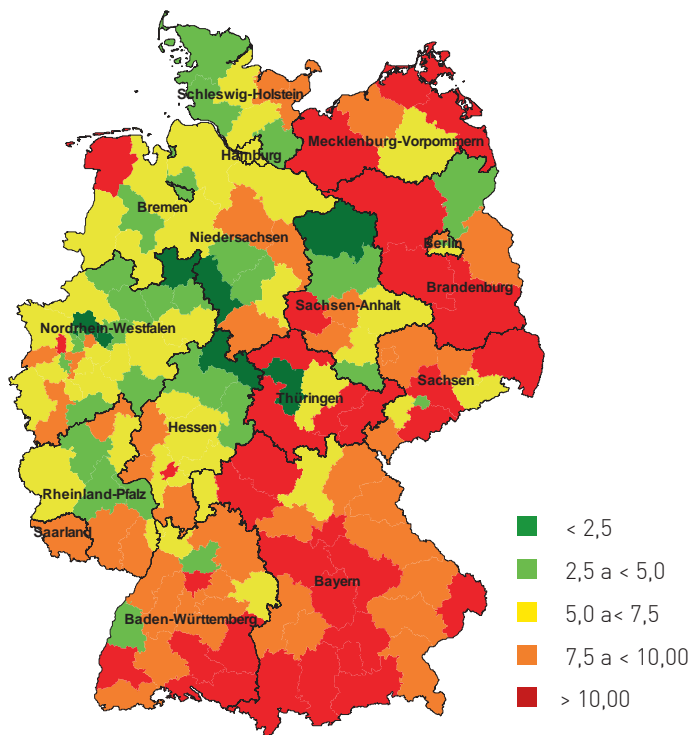 Schleswig-Holstein
Mecklenburg-Vorpommern
Hamburg
Bremen
Niedersachsen
Berlin
Brandenburg
Sachsen-Anhalt
Nordrhein-Westfalen
Sachsen
Thüringen
Hessen
Rheinland-Pfalz
Saarland
Bayern
Baden-Württemberg
< 2,5
2,5 a < 5,0
5,0 a< 7,5
7,5 a < 10,00
> 10,00